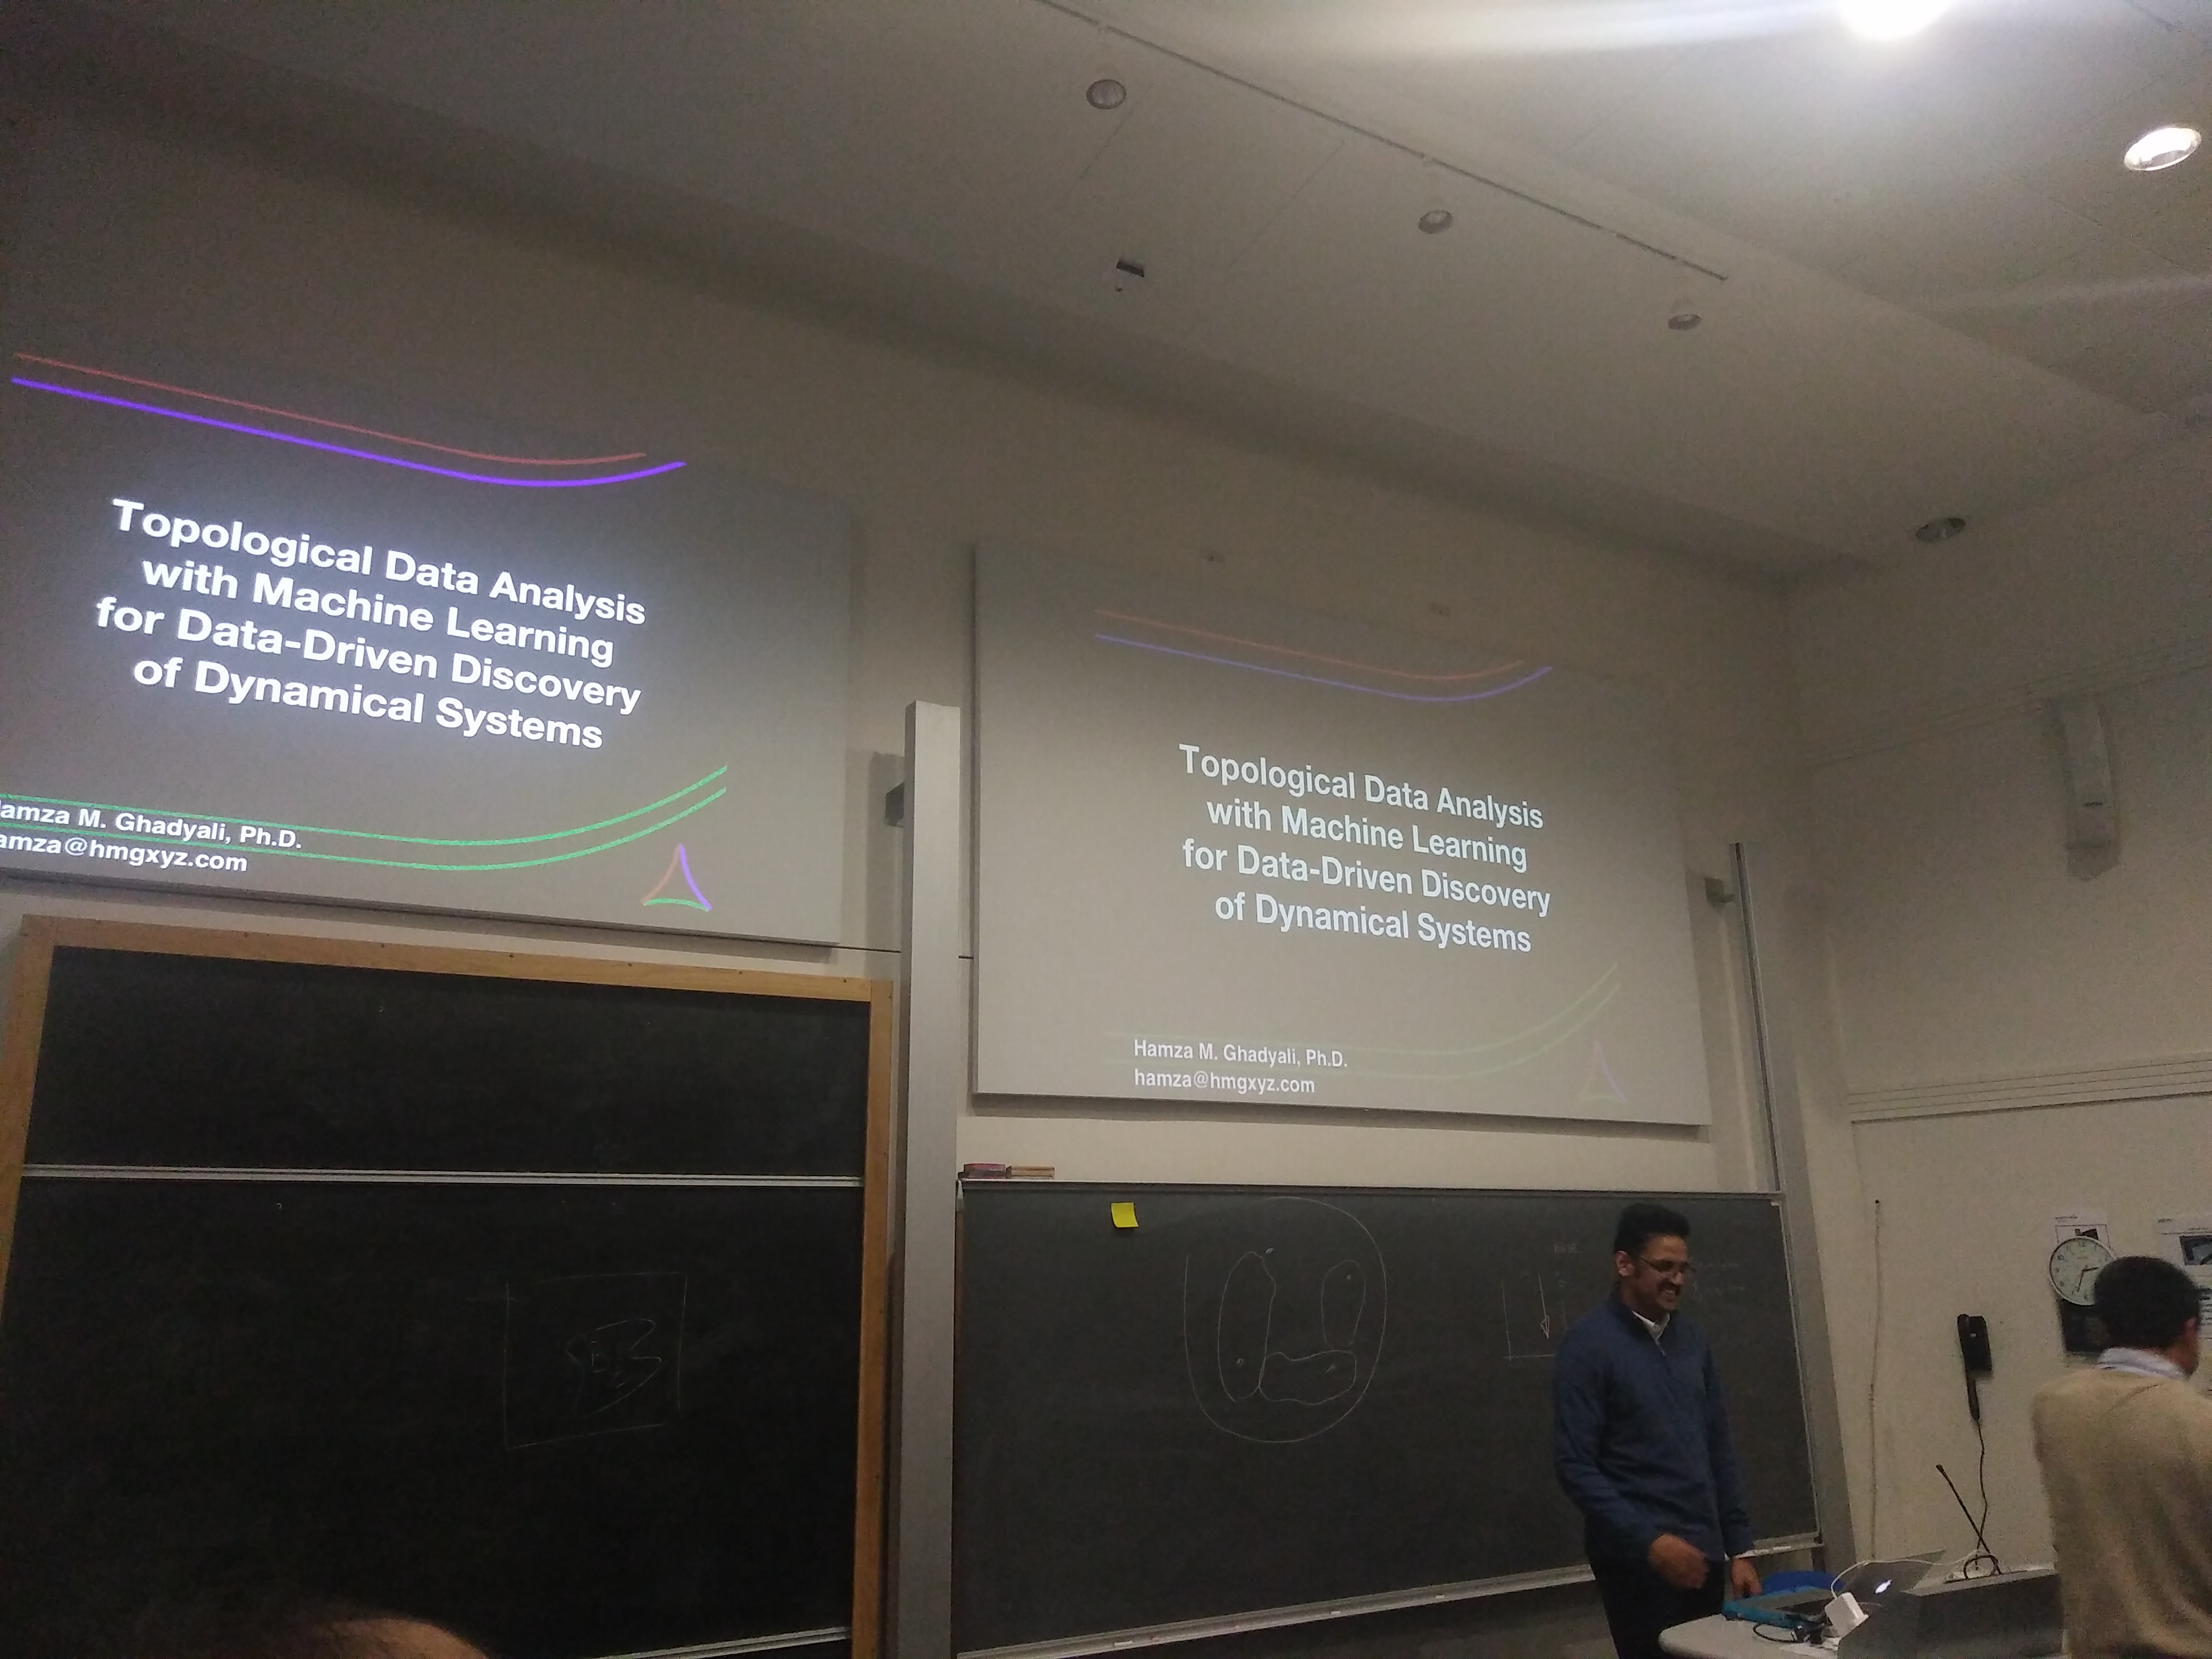 Topological Data Analysis
with Machine Learning
for Data-Driven Discovery
of Dynamical Systems
amza M. Ghadyali, Ph.D.
amza@hmgxyz.com
Topological Data Analysis
with Machine Learning
for Data-Driven Discovery
of Dynamical Systems
Hamza M. Ghadyali, Ph.D.
hamza@hmgxyz.com